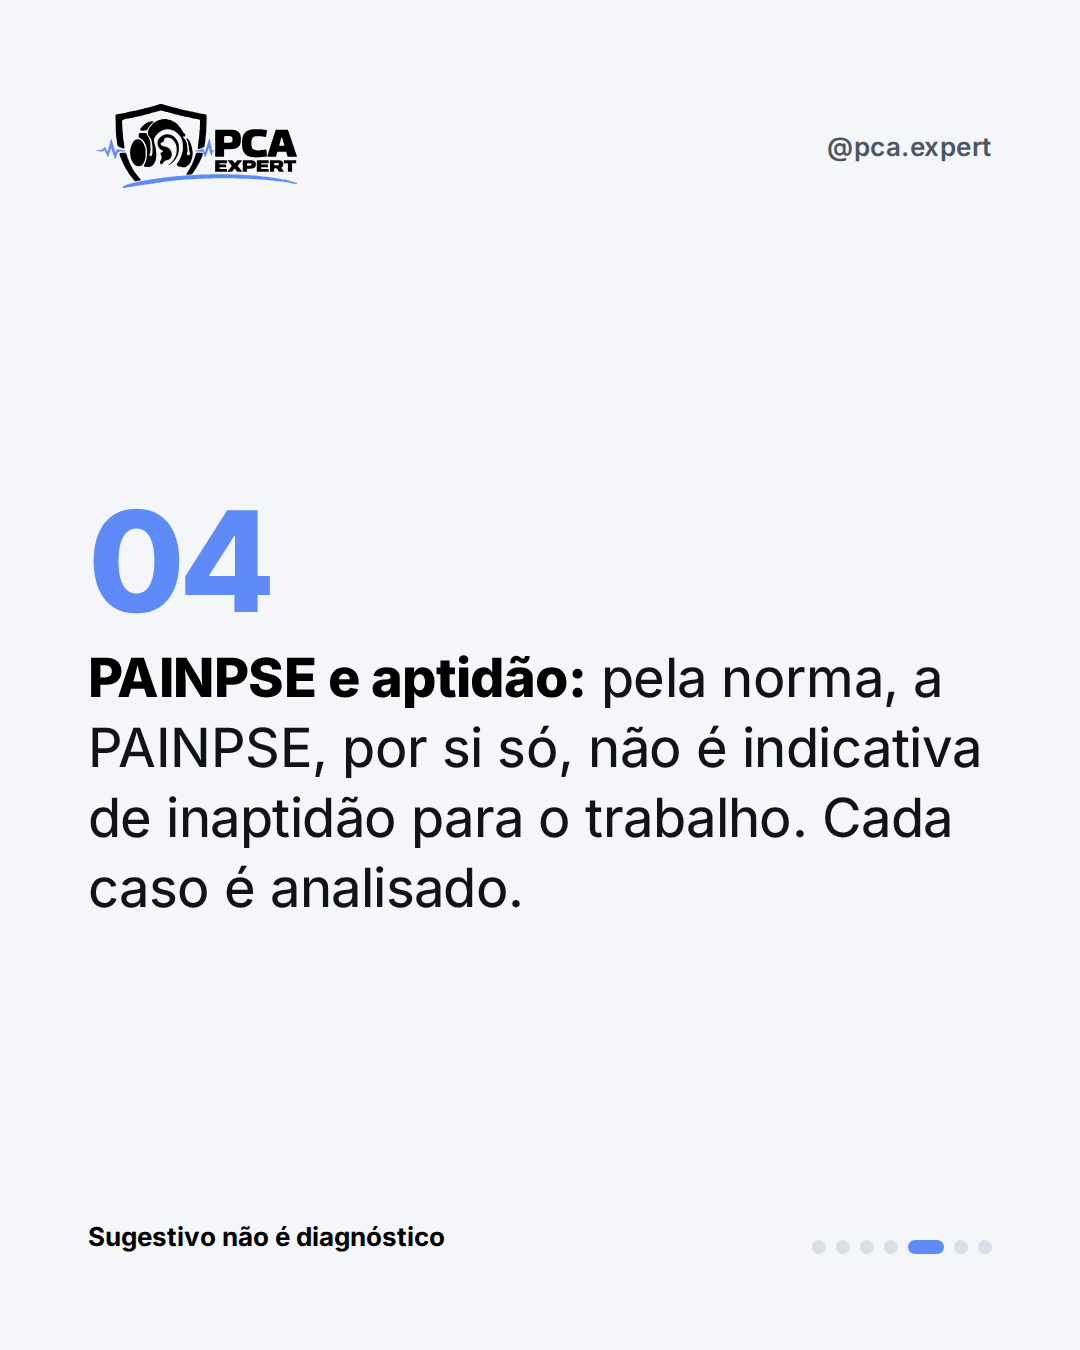 PCA
EXPERT
@pca.expert
04
PAINPSE e aptidão: pela norma, a
PAINPSE, por si só, não é indicativa
de inaptidão para o trabalho. Cada
caso é analisado.
Sugestivo não é diagnóstico